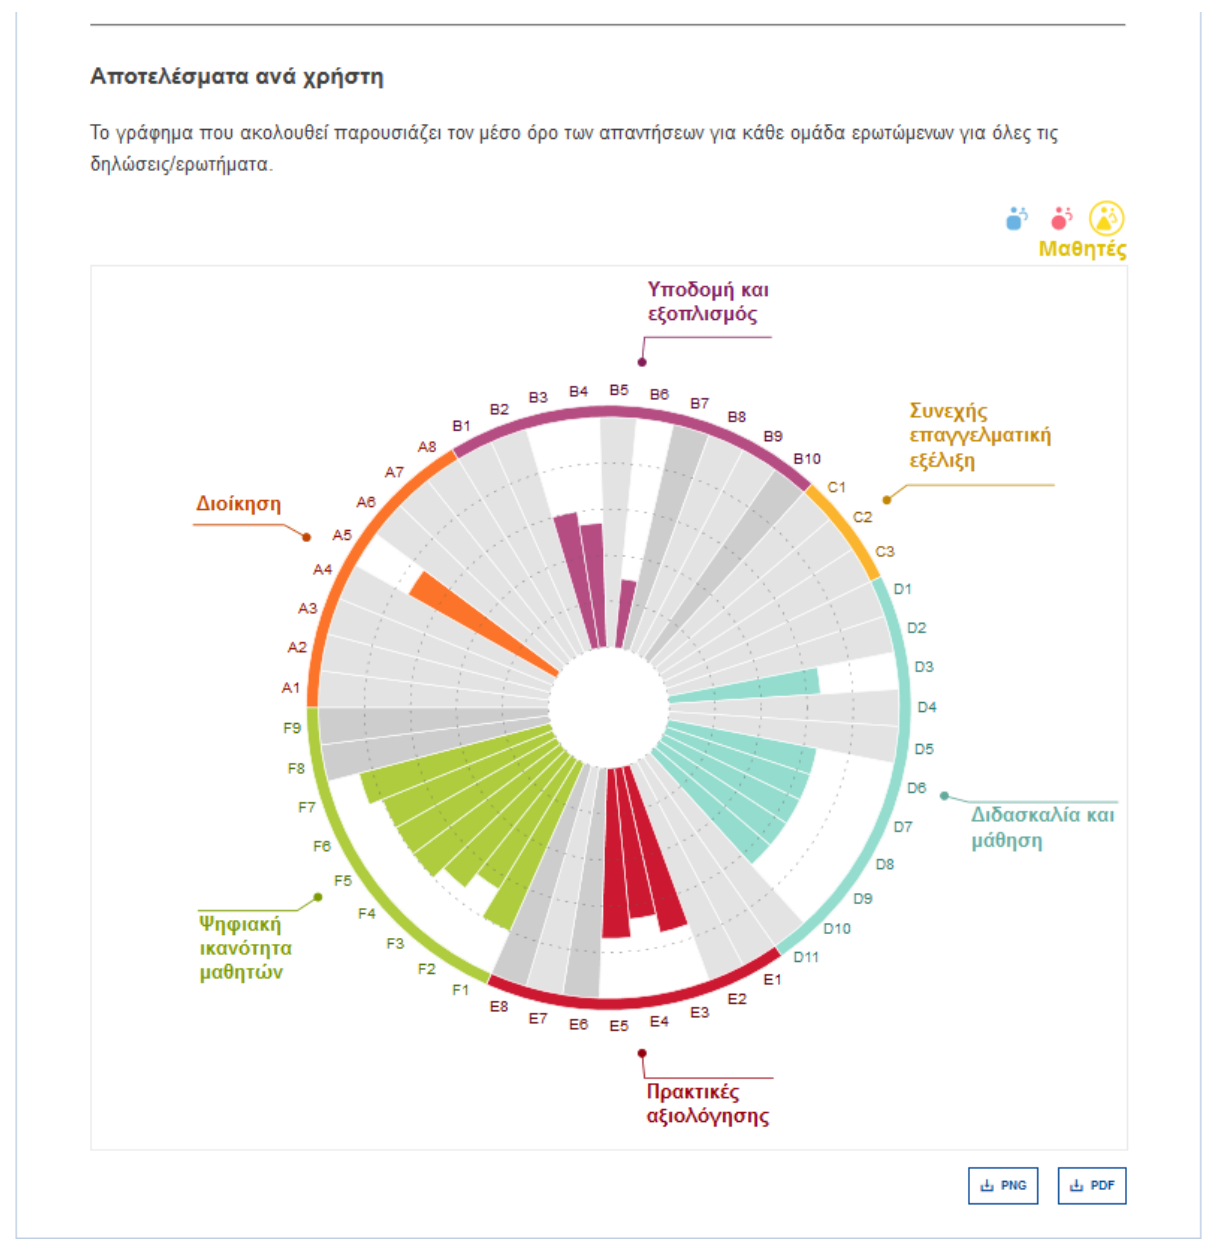 Αποτελέσματα ανά χρήστη
Το γράφημα που ακολουθεί παρουσιάζει τον μέσο όρο των απαντήσεων για κάθε ομάδα ερωτώμενων για όλες τις
δηλώσεις/ερωτήματα.
Μαθητές
Υποδομή και
εξοπλισμός
Συνεχής
επαγγελματική
εξέλιξη
Διοίκηση
Διδασκαλία και
μάθηση
Ψηφιακή
ικανότητα
μαθητών
Πρακτικές
αξιολόγησης
A1
A2
A3
A4
A5
A6
A7
A8
B1
B2
B3
B4
B5
B6
B7
B8
B9
B10
C1
C2
C3
D1
D2
D3
D4
D5
D6
D7
D8
D9
D10
D11
E1
E2
E3
E4
E5
E6
E7
E8
F1
F2
F3
F4
F5
F6
F7
F8
F9
PNG
PDF